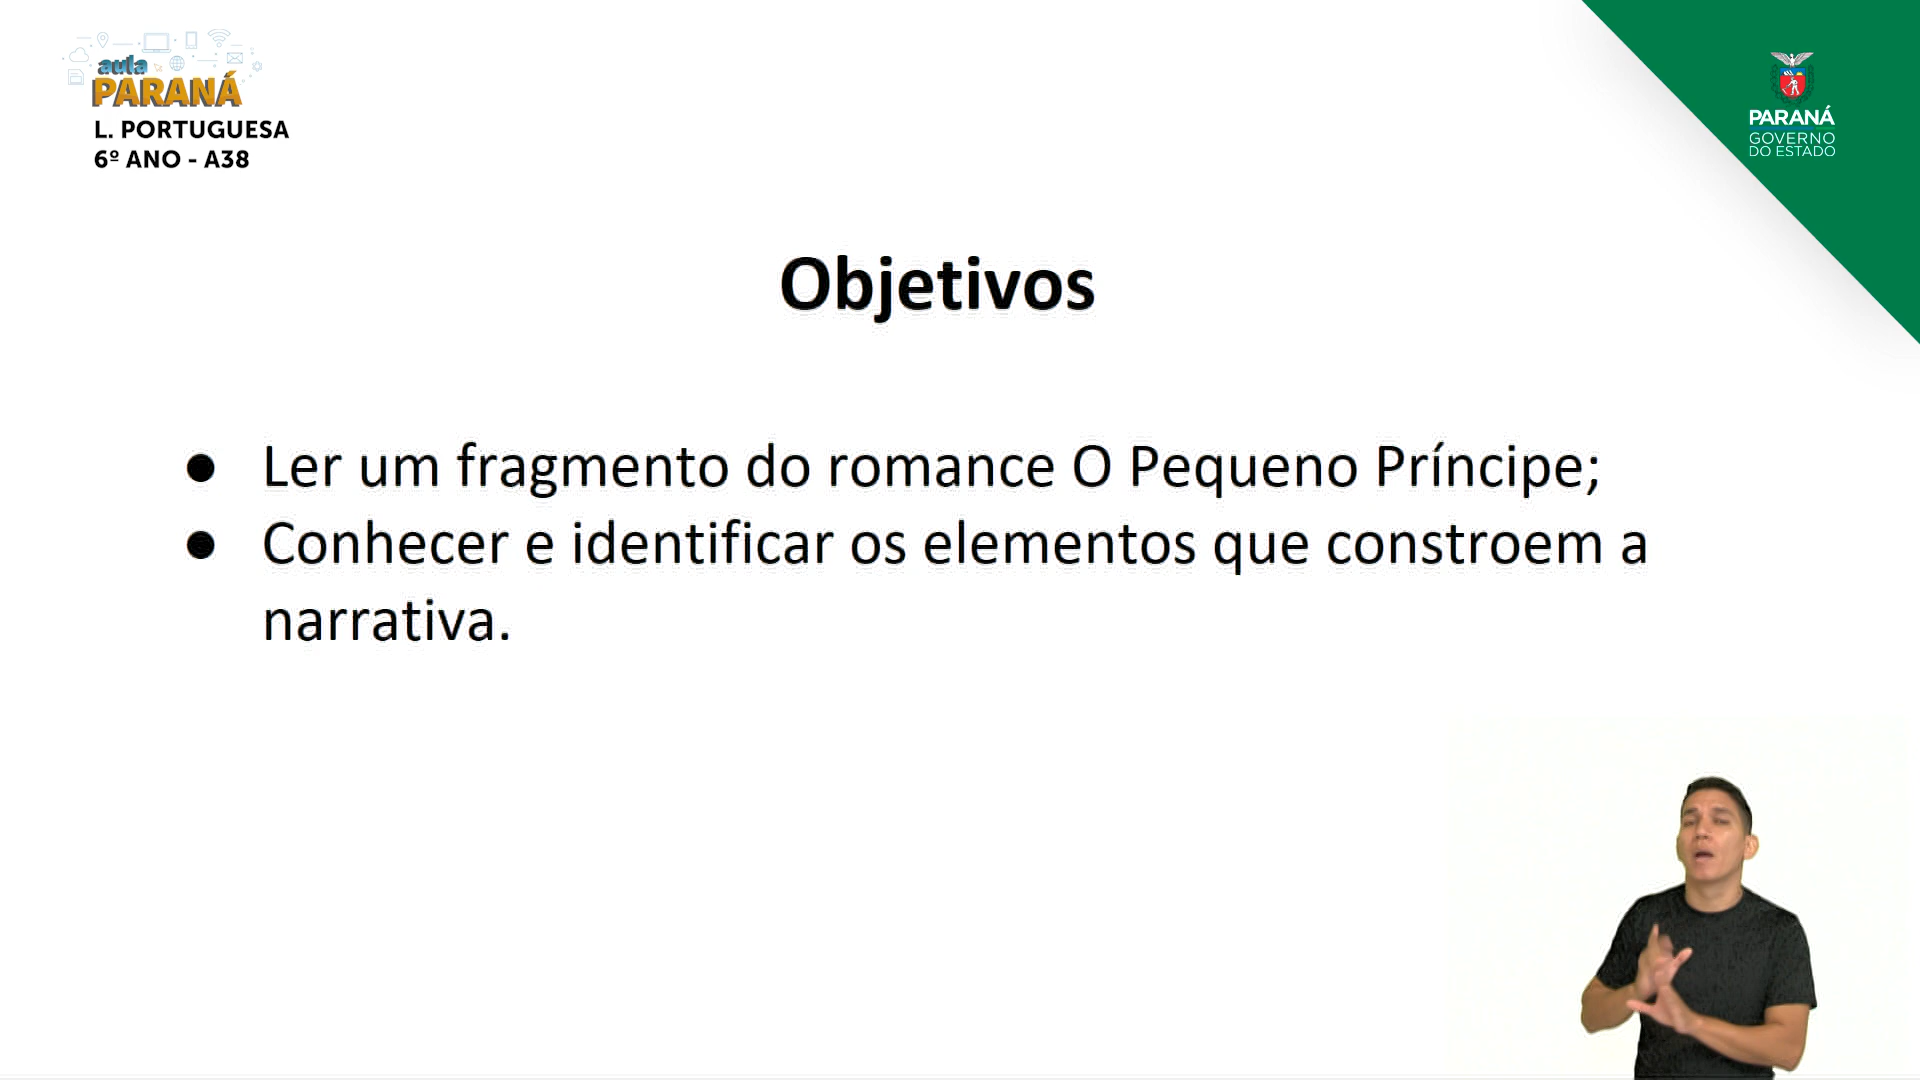 aula
PARANÁ
L. PORTUGUESA
6º ANO - A38
PARANÁ
GOVERNO
DO ESTADO
Objetivos
● Ler um fragmento do romance O Pequeno Príncipe;
● Conhecer e identificar os elementos que constroem a
narrativa.